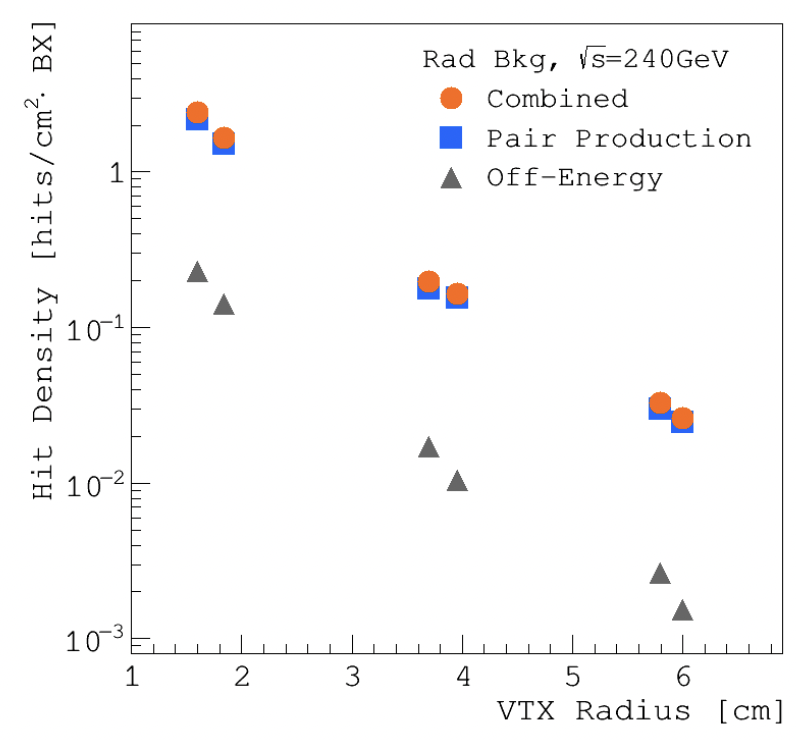 Rad Bkg, √s=240GeV
Combined
Pair Production
Off-Energy
Hit Density [hits/cm²· BX]
1
10⁻¹
10⁻²
10⁻³
1 2 3 4 5 6
VTX Radius [cm]